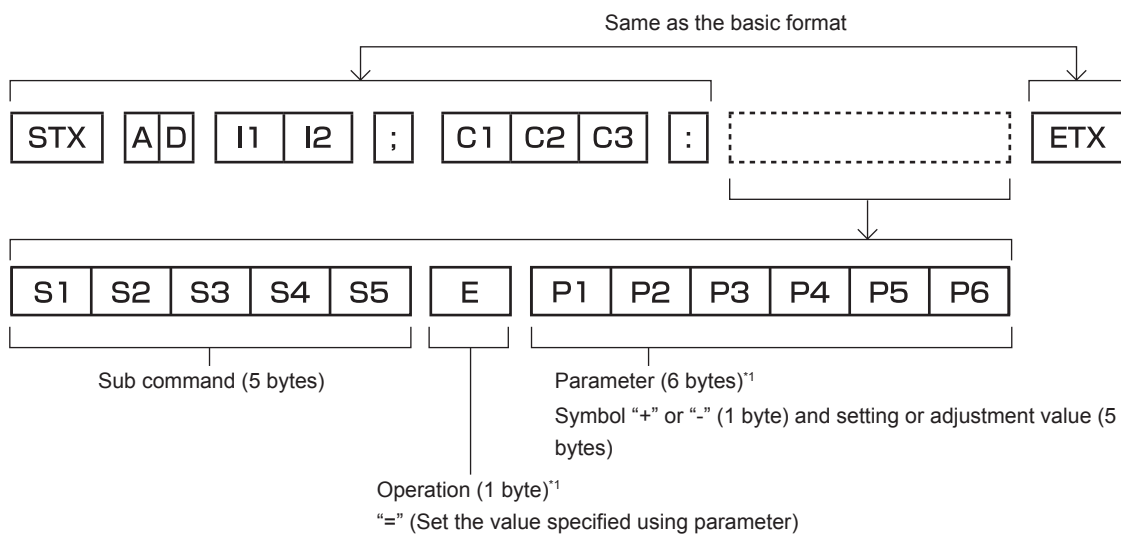 Same as the basic format
STX A D I1 I2 ; C1 C2 C3 : ETX
S1 S2 S3 S4 S5 E P1 P2 P3 P4 P5 P6
Sub command (5 bytes)
Parameter (6 bytes)*1
Symbol “+” or “-” (1 byte) and setting or adjustment value (5
bytes)
Operation (1 byte)*1
“=” (Set the value specified using parameter)